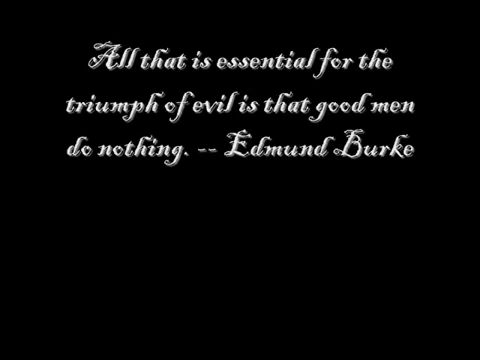 All that is essential for the
triumph of evil is that good men
do nothing. -- Edmund Burke